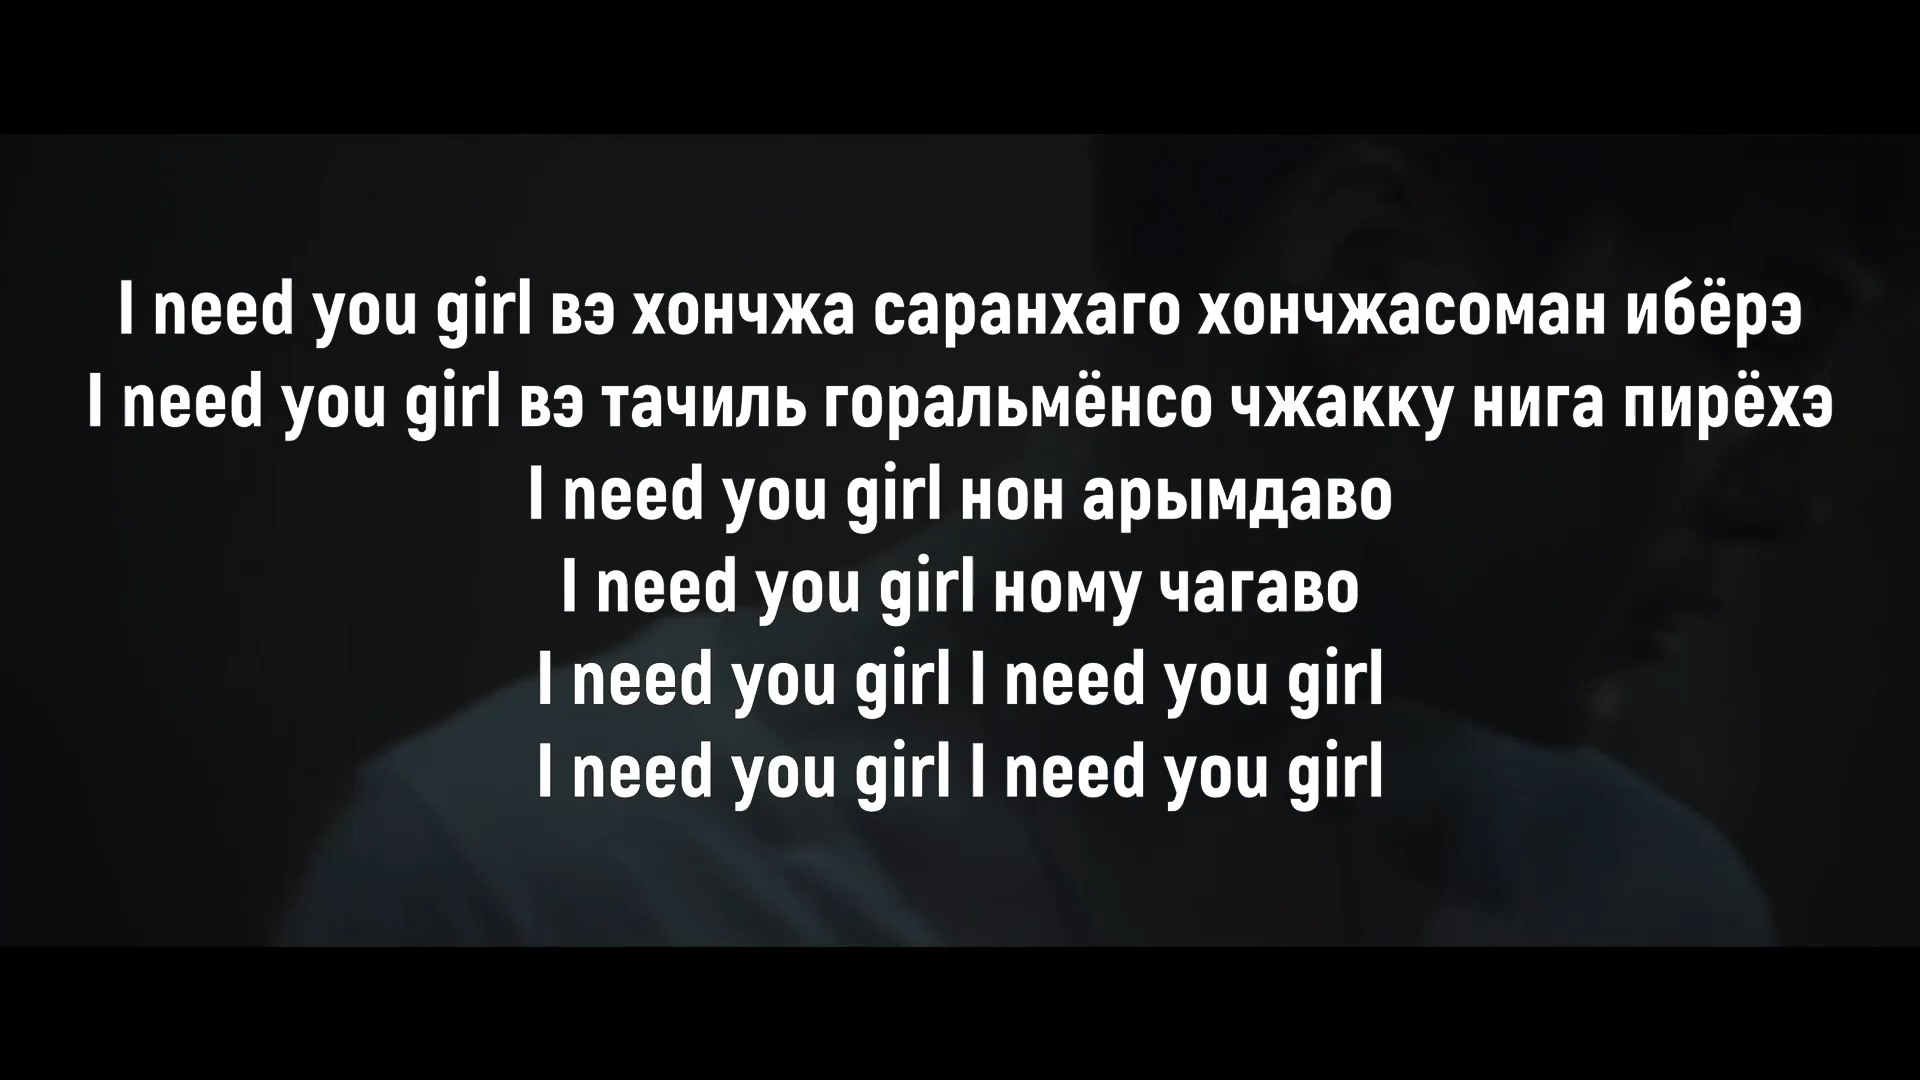 I need you girl вэ хончжа саранхаго хончжасоман ибёрэ
I need you girl вэ тачиль горальмёнсо чжакку нига пирёхэ
I need you girl нон арымдаво
I need you girl ному чагаво
I need you girl I need you girl
I need you girl I need you girl